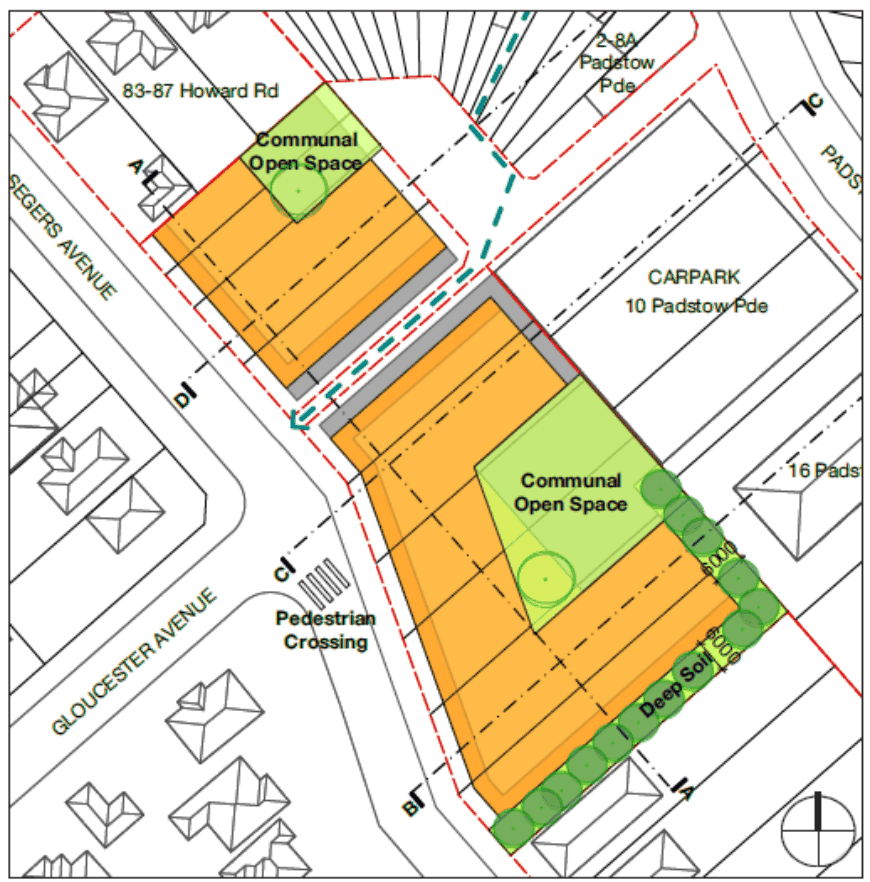 2-8A
Padstow
Pde
83-87 Howard Rd
C
Communal
Open Space
A
PADS
SEGERS AVENUE
CARPARK
10 Padstow Pde
D
16 Pads
Communal
Open Space
6000
C
Pedestrian
Crossing
GLOUCESTER AVENUE
6000
Deep Soil
A
B